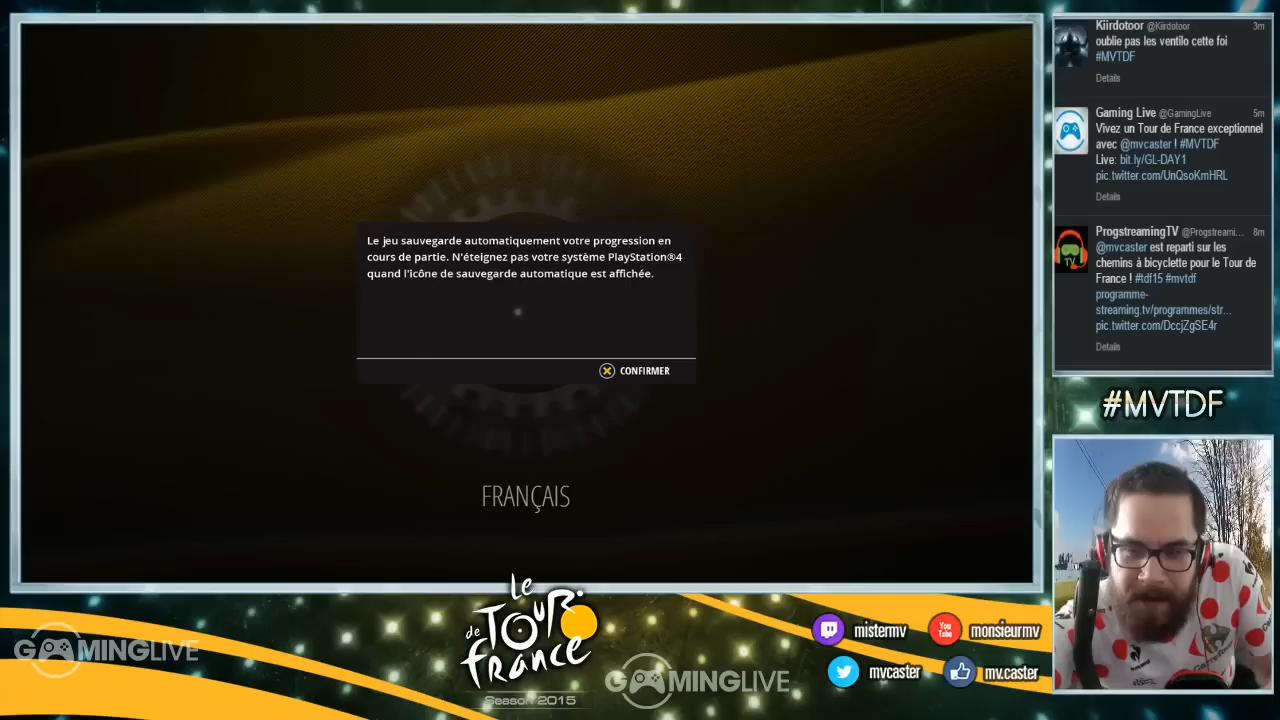 Le jeu sauvegarde automatiquement votre progression en
cours de partie. N'éteignez pas votre système PlayStation®4
quand l'icône de sauvegarde automatique est affichée.
CONFIRMER
FRANÇAIS
Kiirdotoor @Kiirdotoor 3m
oublie pas les ventilo cette foi
#MVTDF
Details
Gaming Live @GamingLive 5m
Vivez un Tour de France exceptionnel
avec @mvcaster ! #MVTDF
Live: bit.ly/GL-DAY1
pic.twitter.com/UnQsoKmHRL
Details
ProgstreamingTV @Progstreami... 8m
@mvcaster est reparti sur les
chemins à bicyclette pour le Tour de
France ! #tdf15 #mvtdf
programme-
streaming.tv/programmes/str...
pic.twitter.com/DccjZgSE4r
Details
#MVTDF
GAMINGLIVE
Le
TOUR
de
france
Season 2015
GAMINGLIVE
mistermv
You Tube monsieurmv
mvcaster
mv.caster